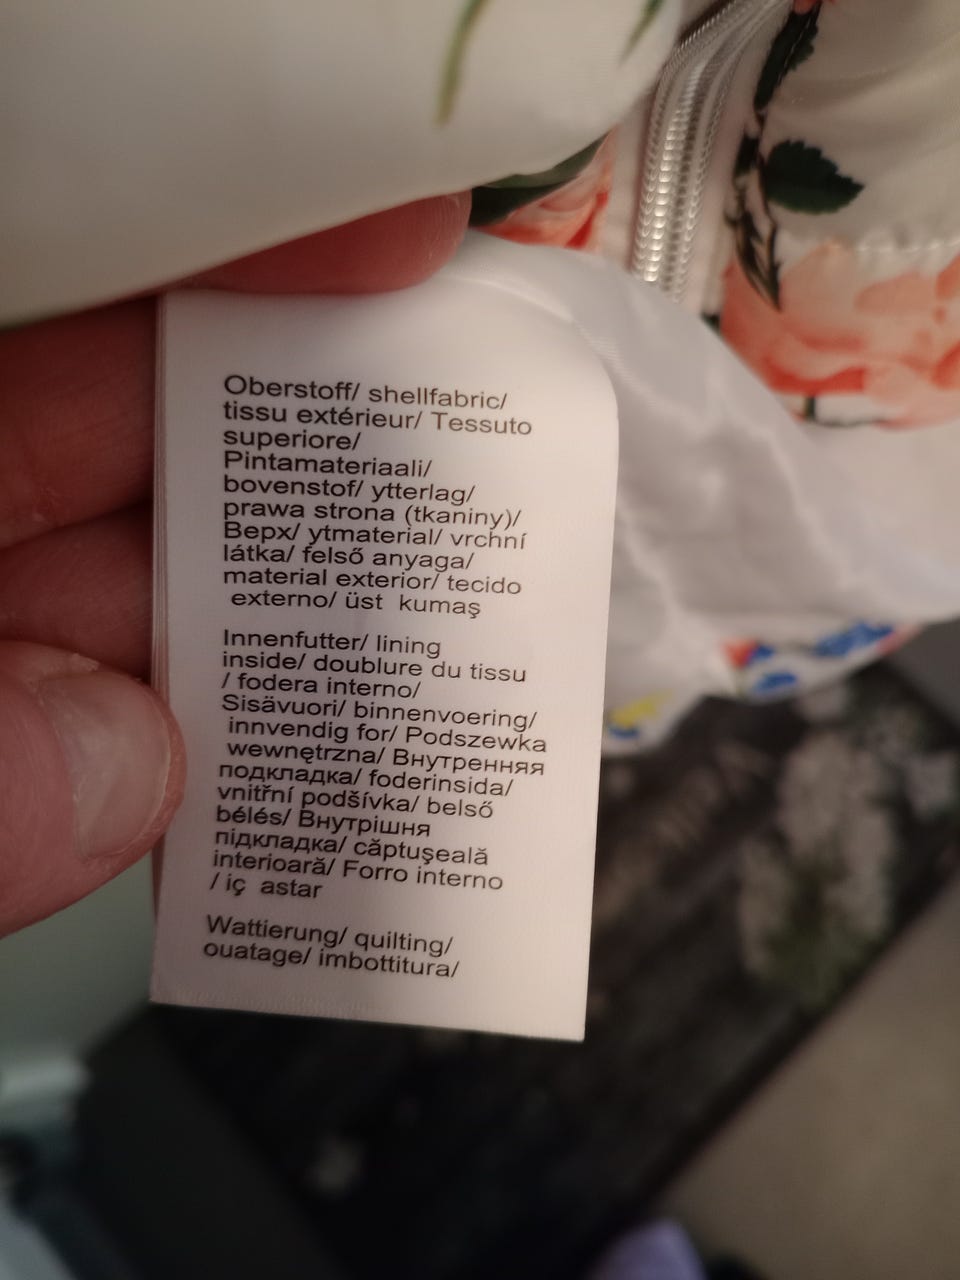 Oberstoff/ shellfabric/
tissu extérieur/ Tessuto
superiore/
Pintamateriaali/
bovenstof/ ytterlag/
prawa strona (tkaniny)/
Верх/ ytmaterial/ vrchní
látka/ felső anyaga/
material exterior/ tecido
externo/ üst kumaş
Innenfutter/ lining
inside/ doublure du tissu
/ fodera interno/
Sisävuori/ binnenvoering/
innvendig for/ Podszewka
wewnętrzna/ Внутренняя
подкладка/ foderinsida/
vnitřní podšívka/ belső
bélés/ Внутрішня
підкладка/ căptuşeală
interioară/ Forro interno
/ iç astar
Wattierung/ quilting/
ouatage/ imbottitura/